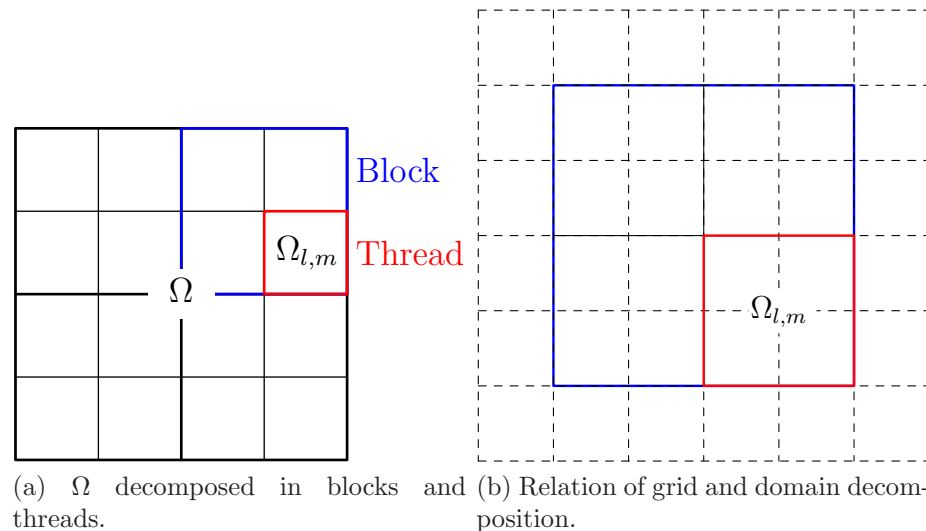 Block
Ω_{l,m}
Thread
Ω
Ω_{l,m}
(a) Ω decomposed in blocks and
threads.
(b) Relation of grid and domain decom-
position.